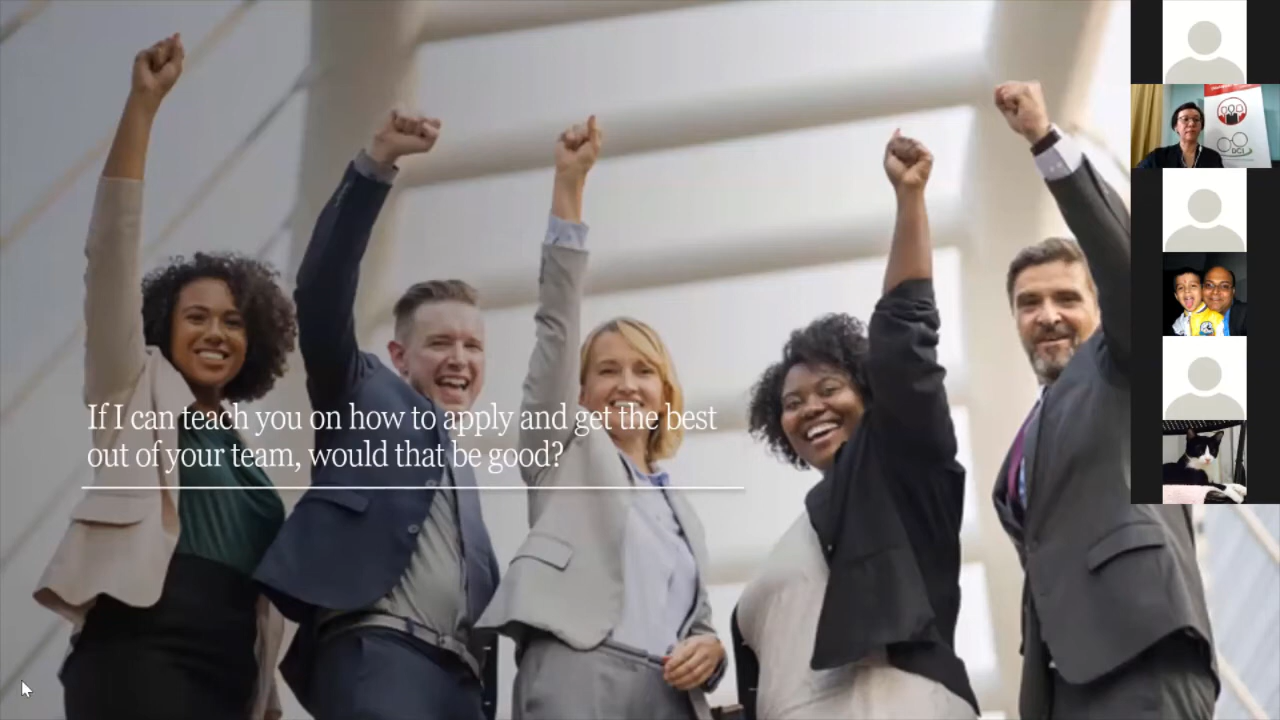 If I can teach you on how to apply and get the best
out of your team, would that be good?
DCI